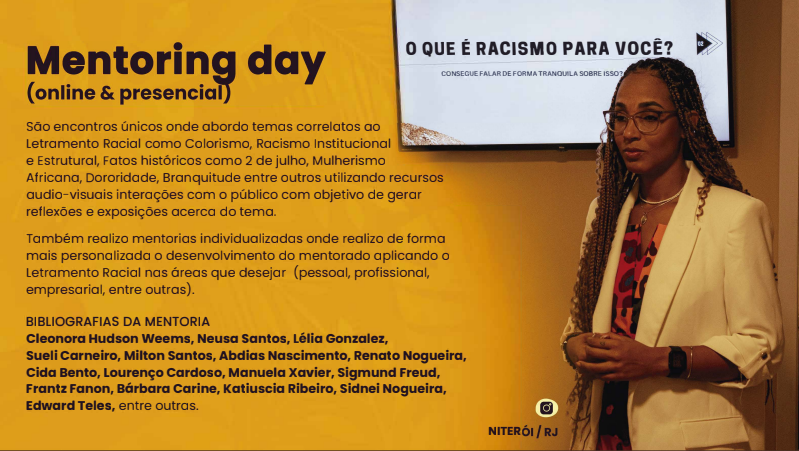 Mentoring day
(online & presencial)
São encontros únicos onde abordo temas correlatos ao
Letramento Racial como Colorismo, Racismo Institucional
e Estrutural, Fatos históricos como 2 de julho, Mulherismo
Africana, Dororidade, Branquitude entre outros utilizando recursos
audio-visuais interações com o público com objetivo de gerar
reflexões e exposições acerca do tema.
Também realizo mentorias individualizadas onde realizo de forma
mais personalizada o desenvolvimento do mentorado aplicando o
Letramento Racial nas áreas que desejar (pessoal, profissional,
empresarial, entre outras).
BIBLIOGRAFIAS DA MENTORIA
Cleonora Hudson Weems, Neusa Santos, Lélia Gonzalez,
Sueli Carneiro, Milton Santos, Abdias Nascimento, Renato Nogueira,
Cida Bento, Lourenço Cardoso, Manuela Xavier, Sigmund Freud,
Frantz Fanon, Bárbara Carine, Katiuscia Ribeiro, Sidnei Nogueira,
Edward Teles, entre outras.
O QUE É RACISMO PARA VOCÊ?
02
CONSEGUE FALAR DE FORMA TRANQUILA SOBRE ISSO?
NITERÓI / RJ